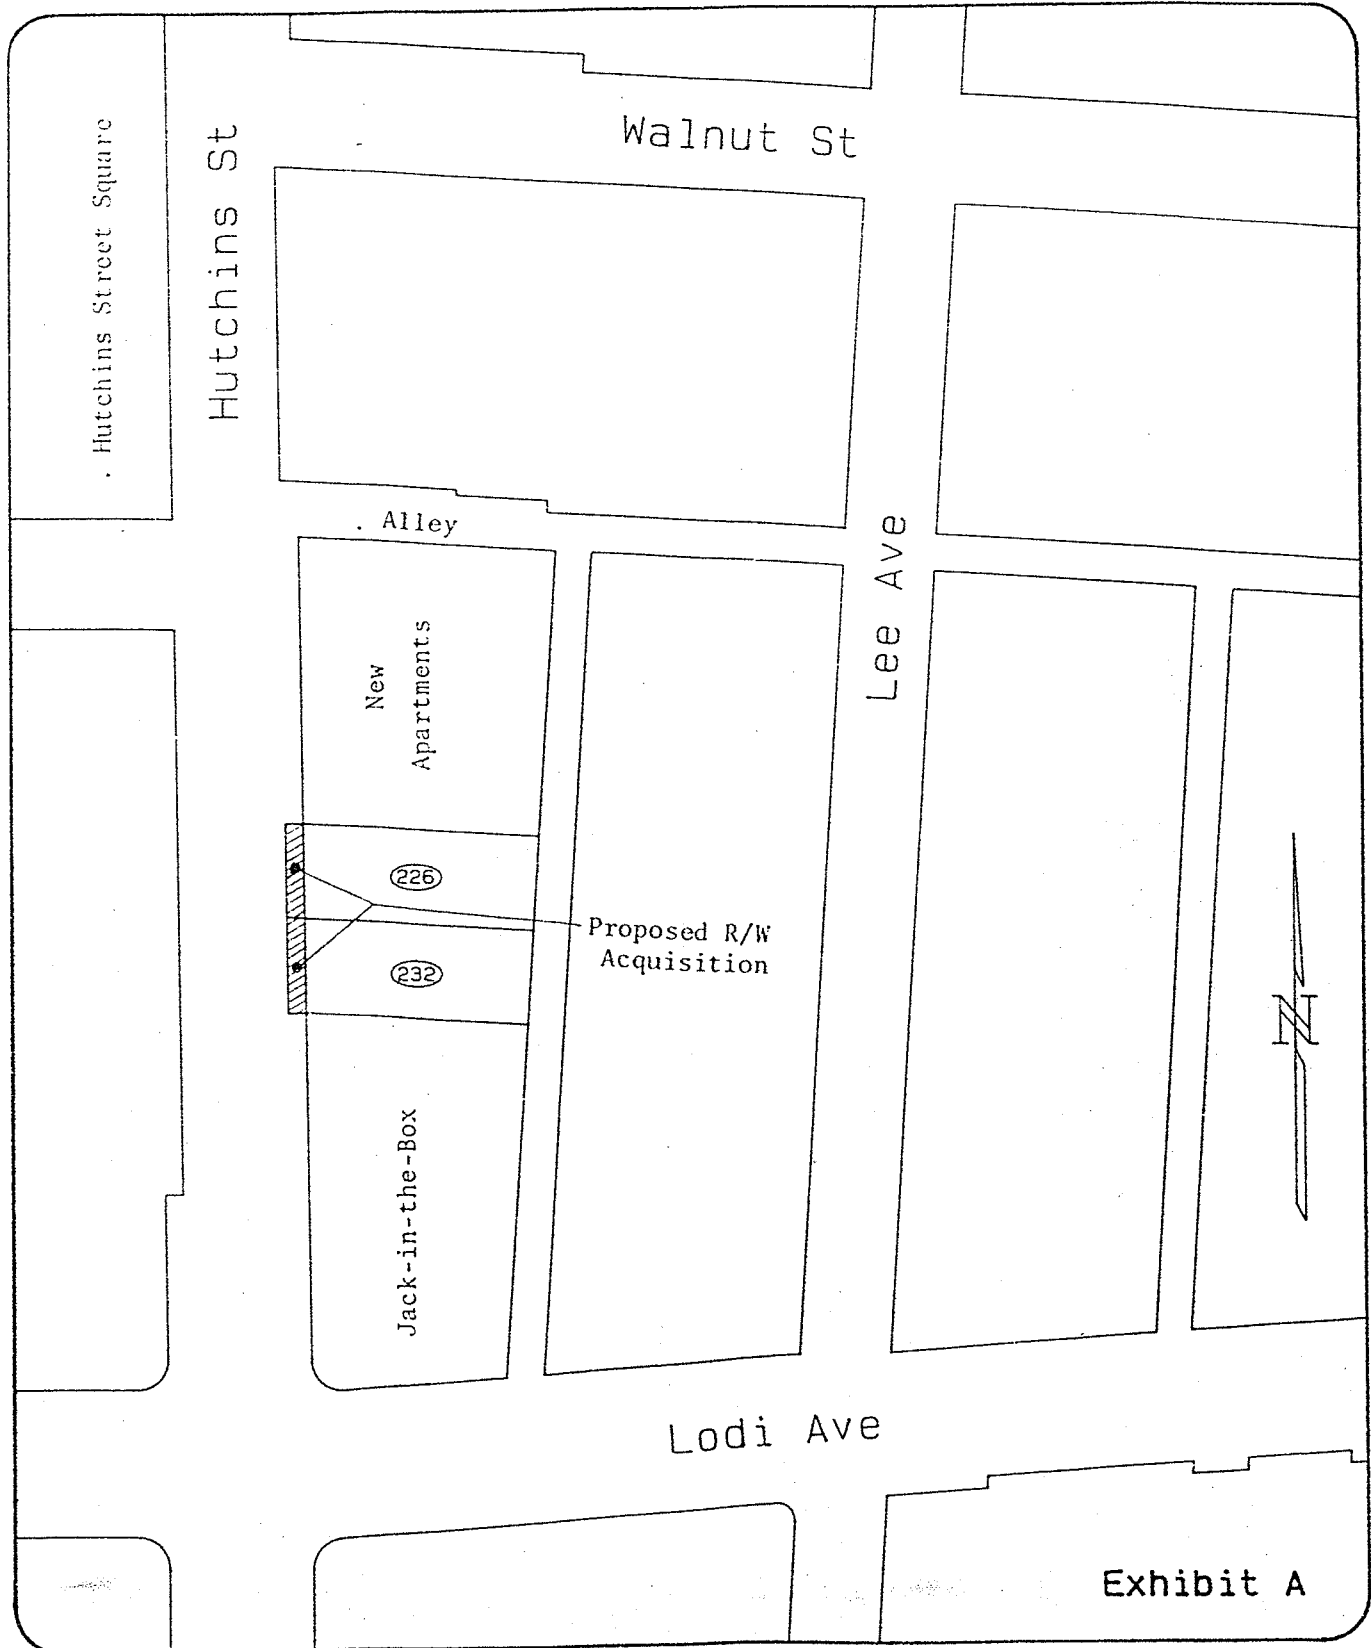 Walnut St
Hutchins Street Square
Hutchins St
Alley
Lee Ave
New
Apartments
226
Proposed R/W
Acquisition
232
N
Jack-in-the-Box
Lodi Ave
Exhibit A